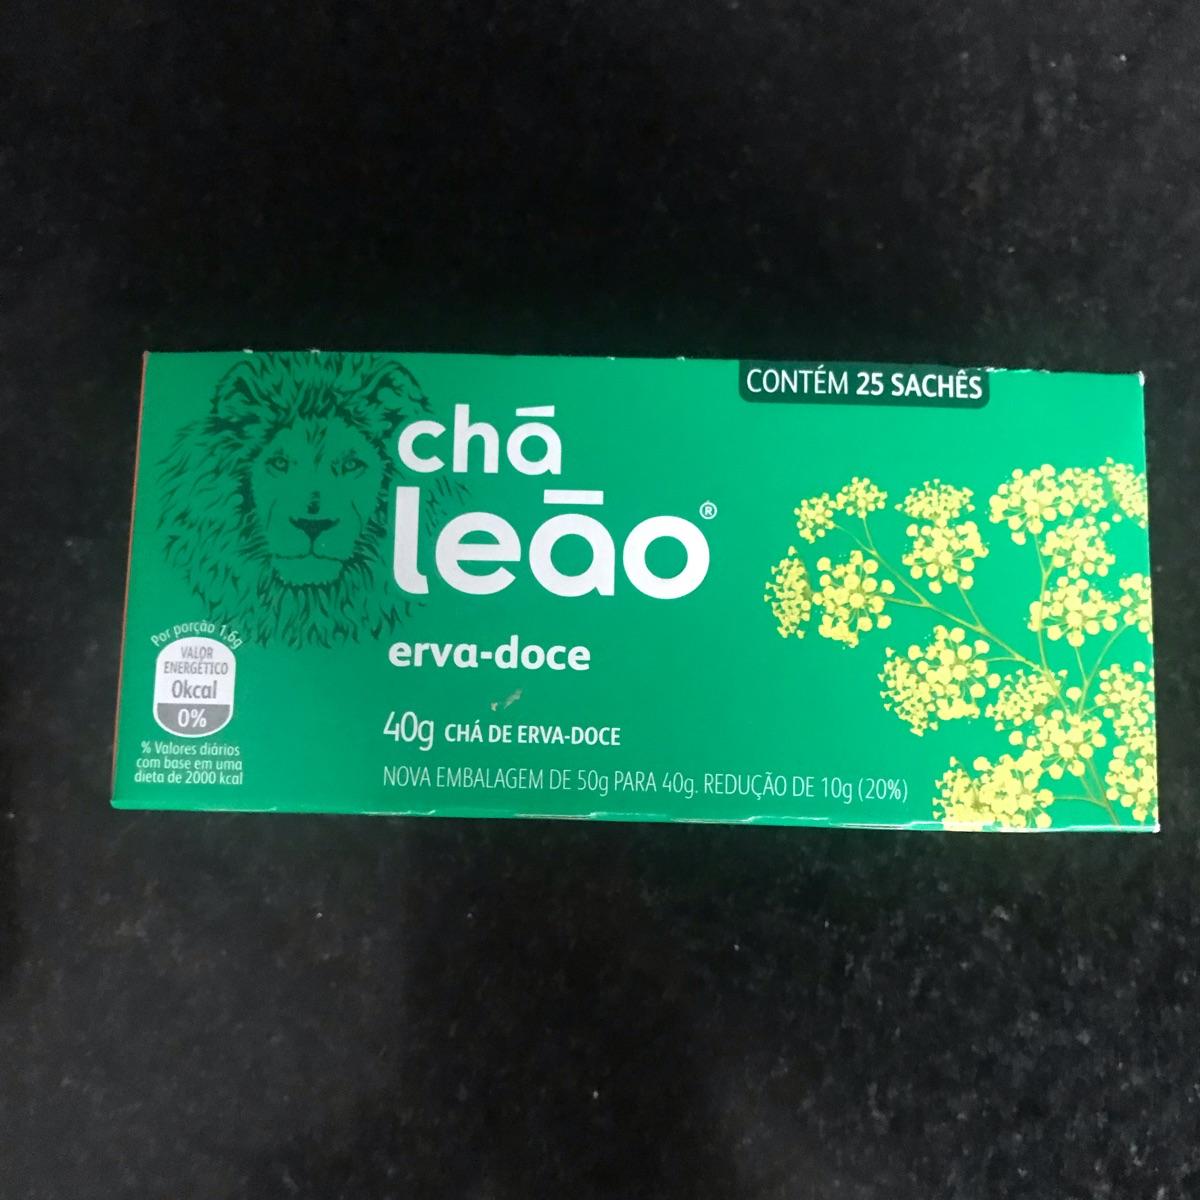 CONTÉM 25 SACHÊS
chá
leão®
erva-doce
Por porção 1,6g
VALOR
ENERGÉTICO
0kcal
0%
% Valores diários
com base em uma
dieta de 2000 kcal
40g CHÁ DE ERVA-DOCE
NOVA EMBALAGEM DE 50g PARA 40g. REDUÇÃO DE 10g (20%)